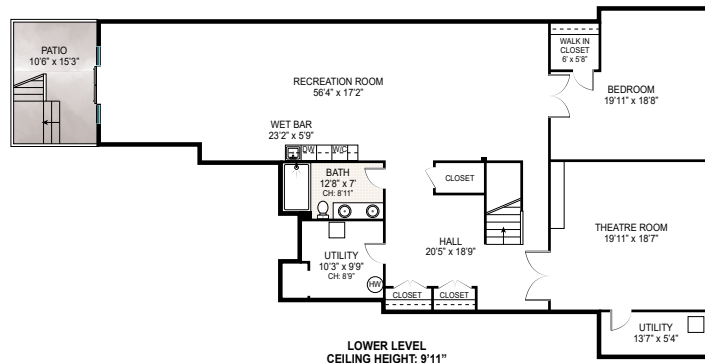 PATIO
10'6" x 15'3"
RECREATION ROOM
56'4" x 17'2"
WALK IN
CLOSET
6' x 5'8"
BEDROOM
19'11" x 18'8"
WET BAR
23'2" x 5'9"
DW
W/C
BATH
12'8" x 7'
CH: 8'11"
CLOSET
THEATRE ROOM
19'11" x 18'7"
HALL
20'5" x 18'9"
UTILITY
10'3" x 9'9"
CH: 8'9"
HW
CLOSET
CLOSET
UTILITY
13'7" x 5'4"
LOWER LEVEL
CEILING HEIGHT: 9'11"